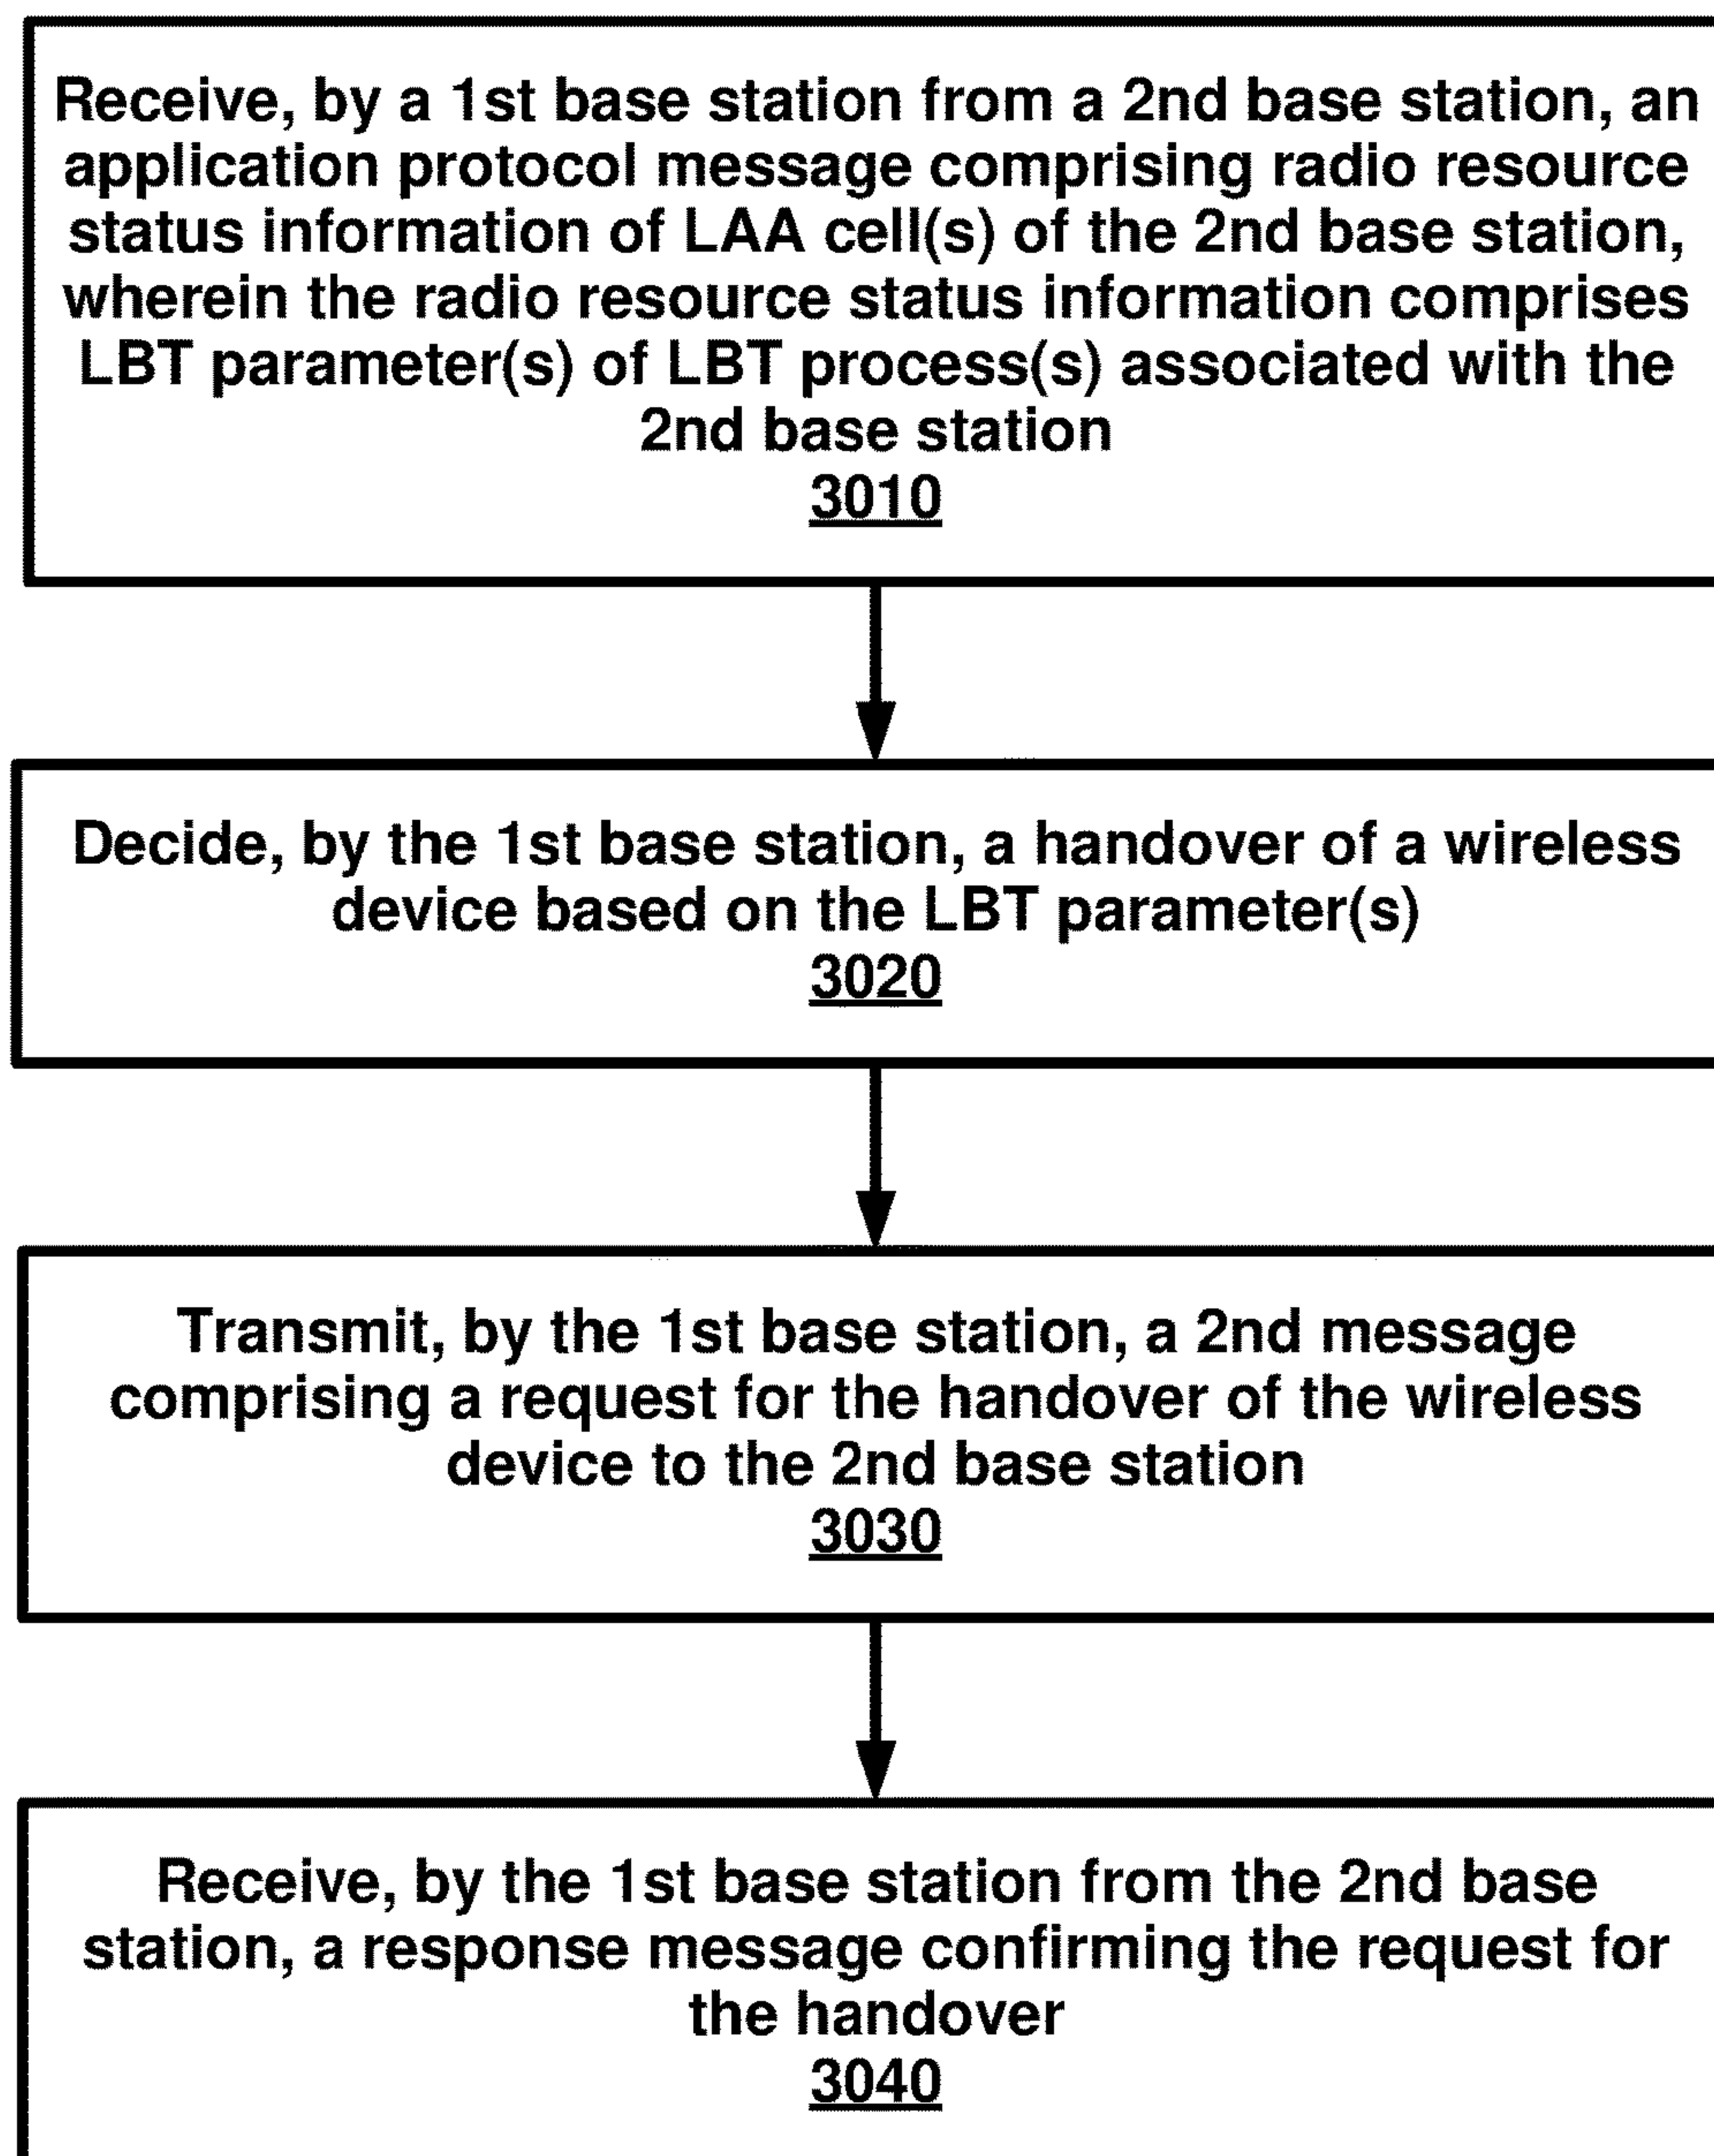 Receive, by a 1st base station from a 2nd base station, an
application protocol message comprising radio resource
status information of LAA cell(s) of the 2nd base station,
wherein the radio resource status information comprises
LBT parameter(s) of LBT process(s) associated with the
2nd base station
3010
Decide, by the 1st base station, a handover of a wireless
device based on the LBT parameter(s)
3020
Transmit, by the 1st base station, a 2nd message
comprising a request for the handover of the wireless
device to the 2nd base station
3030
Receive, by the 1st base station from the 2nd base
station, a response message confirming the request for
the handover
3040